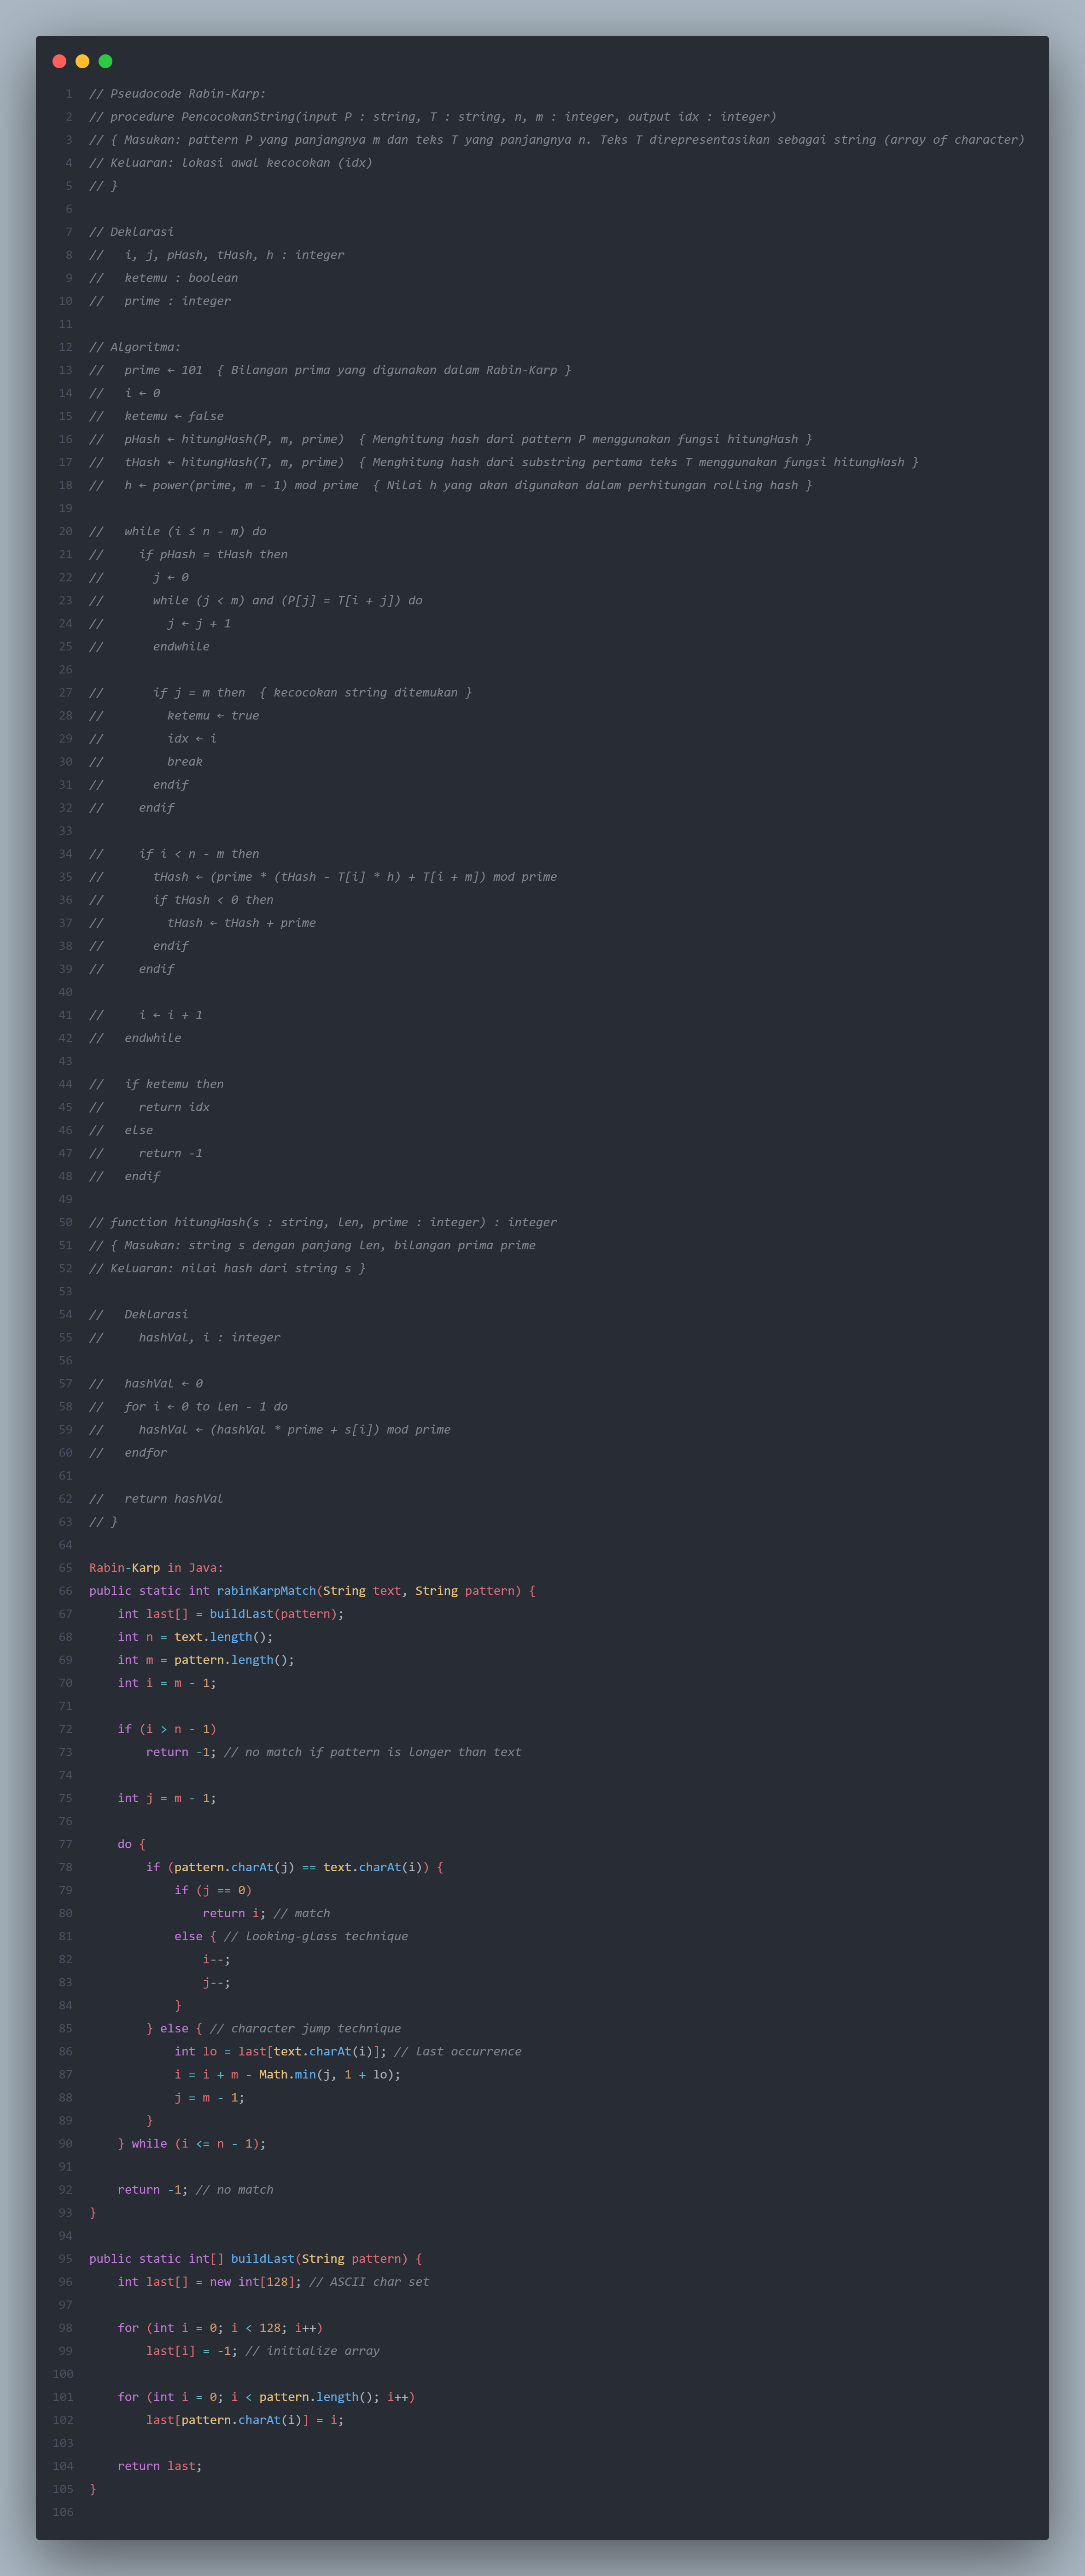 1 // Pseudocode Rabin-Karp:
2 // procedure PencocokanString(input P : string, T : string, n, m : integer, output idx : integer)
3 // { Masukan: pattern P yang panjangnya m dan teks T yang panjangnya n. Teks T direpresentasikan sebagai string (array of character)
4 // Keluaran: lokasi awal kecocokan (idx)
5 // }
6
7 // Deklarasi
8 //   i, j, pHash, tHash, h : integer
9 //   ketemu : boolean
10 //   prime : integer
11
12 // Algoritma:
13 //   prime ← 101  { Bilangan prima yang digunakan dalam Rabin-Karp }
14 //   i ← 0
15 //   ketemu ← false
16 //   pHash ← hitungHash(P, m, prime)  { Menghitung hash dari pattern P menggunakan fungsi hitungHash }
17 //   tHash ← hitungHash(T, m, prime)  { Menghitung hash dari substring pertama teks T menggunakan fungsi hitungHash }
18 //   h ← power(prime, m - 1) mod prime  { Nilai h yang akan digunakan dalam perhitungan rolling hash }
19
20 //   while (i ≤ n - m) do
21 //     if pHash = tHash then
22 //       j ← 0
23 //       while (j < m) and (P[j] = T[i + j]) do
24 //         j ← j + 1
25 //       endwhile
26
27 //       if j = m then  { kecocokan string ditemukan }
28 //         ketemu ← true
29 //         idx ← i
30 //         break
31 //       endif
32 //     endif
33
34 //     if i < n - m then
35 //       tHash ← (prime * (tHash - T[i] * h) + T[i + m]) mod prime
36 //       if tHash < 0 then
37 //         tHash ← tHash + prime
38 //       endif
39 //     endif
40
41 //     i ← i + 1
42 //   endwhile
43
44 //   if ketemu then
45 //     return idx
46 //   else
47 //     return -1
48 //   endif
49
50 // function hitungHash(s : string, len, prime : integer) : integer
51 // { Masukan: string s dengan panjang len, bilangan prima prime
52 // Keluaran: nilai hash dari string s }
53
54 //   Deklarasi
55 //     hashVal, i : integer
56
57 //   hashVal ← 0
58 //   for i ← 0 to len - 1 do
59 //     hashVal ← (hashVal * prime + s[i]) mod prime
60 //   endfor
61
62 //   return hashVal
63 // }
64
65 Rabin-Karp in Java:
66 public static int rabinKarpMatch(String text, String pattern) {
67     int last[] = buildLast(pattern);
68     int n = text.length();
69     int m = pattern.length();
70     int i = m - 1;
71
72     if (i > n - 1)
73         return -1; // no match if pattern is longer than text
74
75     int j = m - 1;
76
77     do {
78         if (pattern.charAt(j) == text.charAt(i)) {
79             if (j == 0)
80                 return i; // match
81             else { // looking-glass technique
82                 i--;
83                 j--;
84             }
85         } else { // character jump technique
86             int lo = last[text.charAt(i)]; // last occurrence
87             i = i + m - Math.min(j, 1 + lo);
88             j = m - 1;
89         }
90     } while (i <= n - 1);
91
92     return -1; // no match
93 }
94
95 public static int[] buildLast(String pattern) {
96     int last[] = new int[128]; // ASCII char set
97
98     for (int i = 0; i < 128; i++)
99         last[i] = -1; // initialize array
100
101     for (int i = 0; i < pattern.length(); i++)
102         last[pattern.charAt(i)] = i;
103
104     return last;
105 }
106